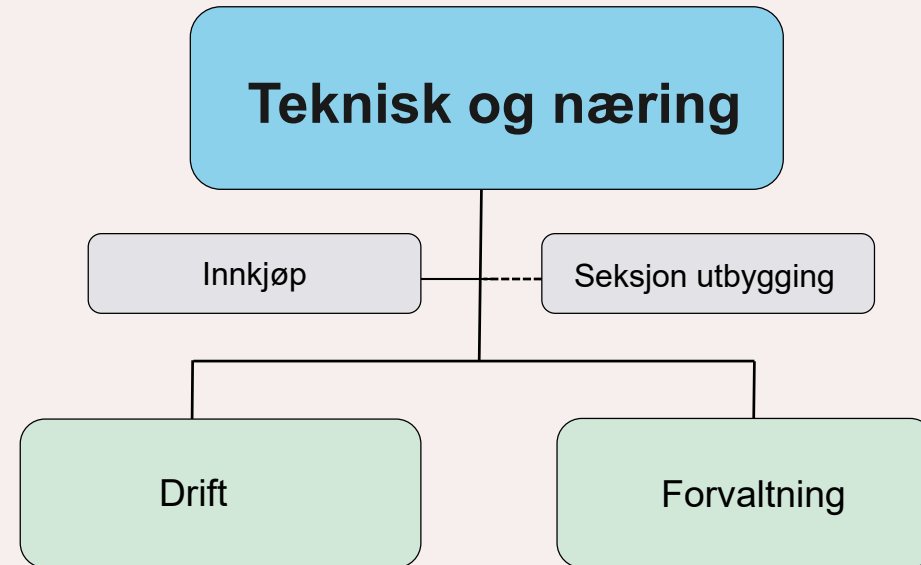 Teknisk og næring
Innkjøp
Seksjon utbygging
Drift
Forvaltning